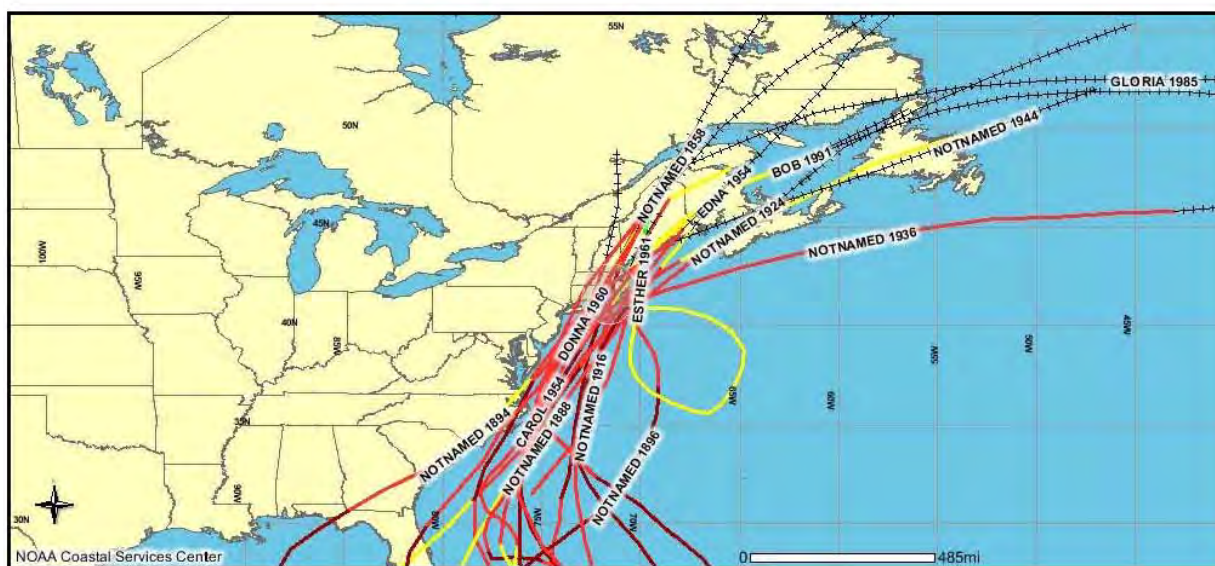 55N
GLORIA 1985
50N
NOTNAMED 1858
NOTNAMED 1944
BOB 1991
EDNA 1954
45N
NOTNAMED 1924
100W
95W
NOTNAMED 1936
ESTHER 1961
DONNA 1960
40N
85W
55W
50W
45W
65W
60W
NOTNAMED 1916
CAROL 1954
35N
NOTNAMED 1894
NOTNAMED 1888
NOTNAMED 1896
90W
80W
75W
70W
30N
NOAA Coastal Services Center
0 485mi